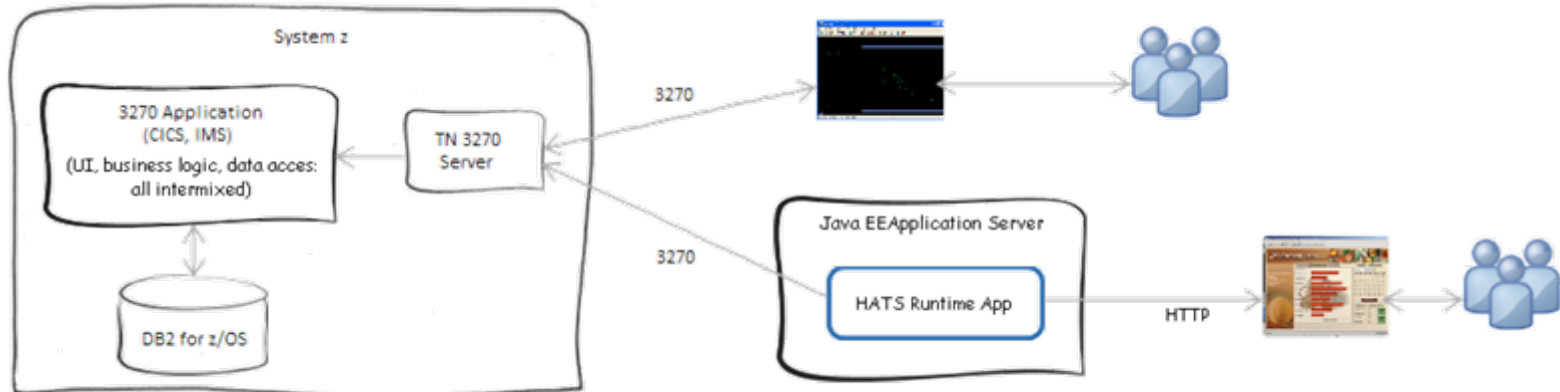 System z
3270 Application
(CICS, IMS)
(UI, business logic, data acces:
all intermixed)
TN 3270
Server
DB2 for z/OS
3270
3270
Java EEApplication Server
HATS Runtime App
HTTP